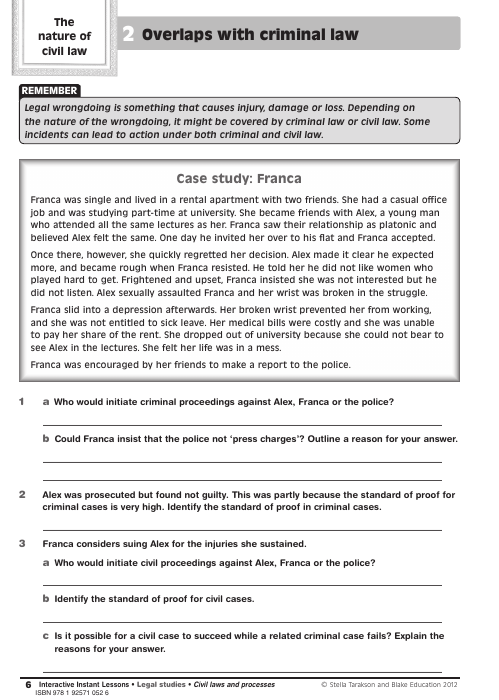 The
nature of
civil law
2 Overlaps with criminal law
REMEMBER
Legal wrongdoing is something that causes injury, damage or loss. Depending on
the nature of the wrongdoing, it might be covered by criminal law or civil law. Some
incidents can lead to action under both criminal and civil law.
Case study: Franca
Franca was single and lived in a rental apartment with two friends. She had a casual office
job and was studying part-time at university. She became friends with Alex, a young man
who attended all the same lectures as her. Franca saw their relationship as platonic and
believed Alex felt the same. One day he invited her over to his flat and Franca accepted.
Once there, however, she quickly regretted her decision. Alex made it clear he expected
more, and became rough when Franca resisted. He told her he did not like women who
played hard to get. Frightened and upset, Franca insisted she was not interested but he
did not listen. Alex sexually assaulted Franca and her wrist was broken in the struggle.
Franca slid into a depression afterwards. Her broken wrist prevented her from working,
and she was not entitled to sick leave. Her medical bills were costly and she was unable
to pay her share of the rent. She dropped out of university because she could not bear to
see Alex in the lectures. She felt her life was in a mess.
Franca was encouraged by her friends to make a report to the police.
1 a Who would initiate criminal proceedings against Alex, Franca or the police?
b Could Franca insist that the police not ‘press charges’? Outline a reason for your answer.
2 Alex was prosecuted but found not guilty. This was partly because the standard of proof for
criminal cases is very high. Identify the standard of proof in criminal cases.
3 Franca considers suing Alex for the injuries she sustained.
a Who would initiate civil proceedings against Alex, Franca or the police?
b Identify the standard of proof for civil cases.
c Is it possible for a civil case to succeed while a related criminal case fails? Explain the
reasons for your answer.
6 Interactive Instant Lessons • Legal studies • Civil laws and processes © Stella Tarakson and Blake Education 2012
ISBN 978 1 92571 052 6